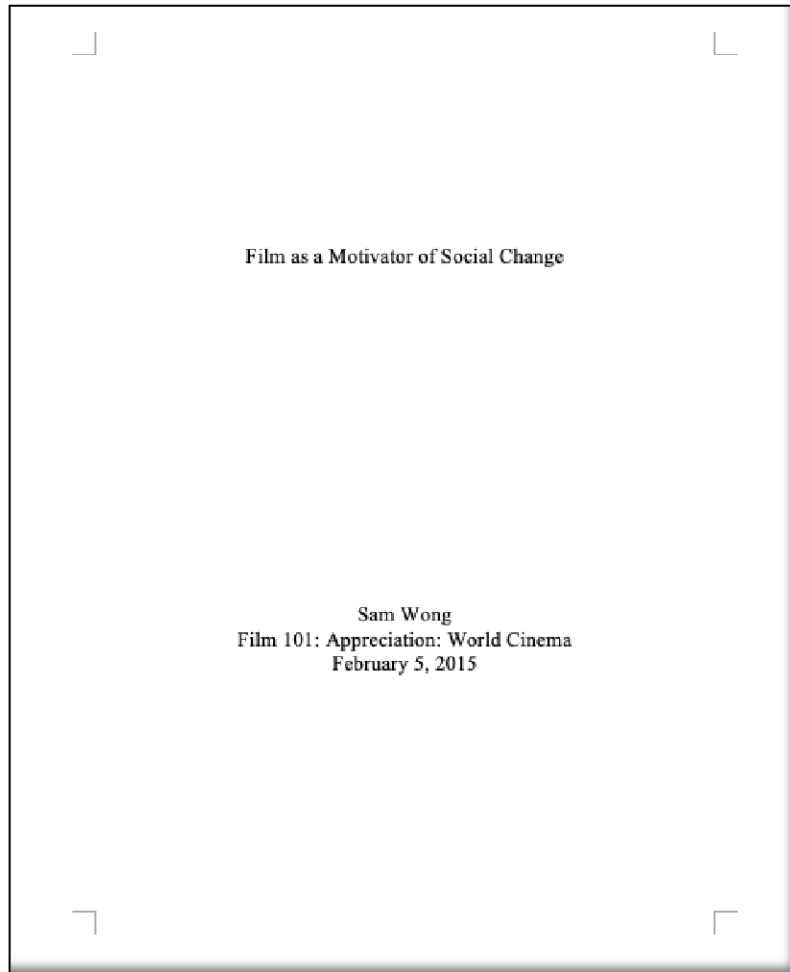 Film as a Motivator of Social Change
Sam Wong
Film 101: Appreciation: World Cinema
February 5, 2015